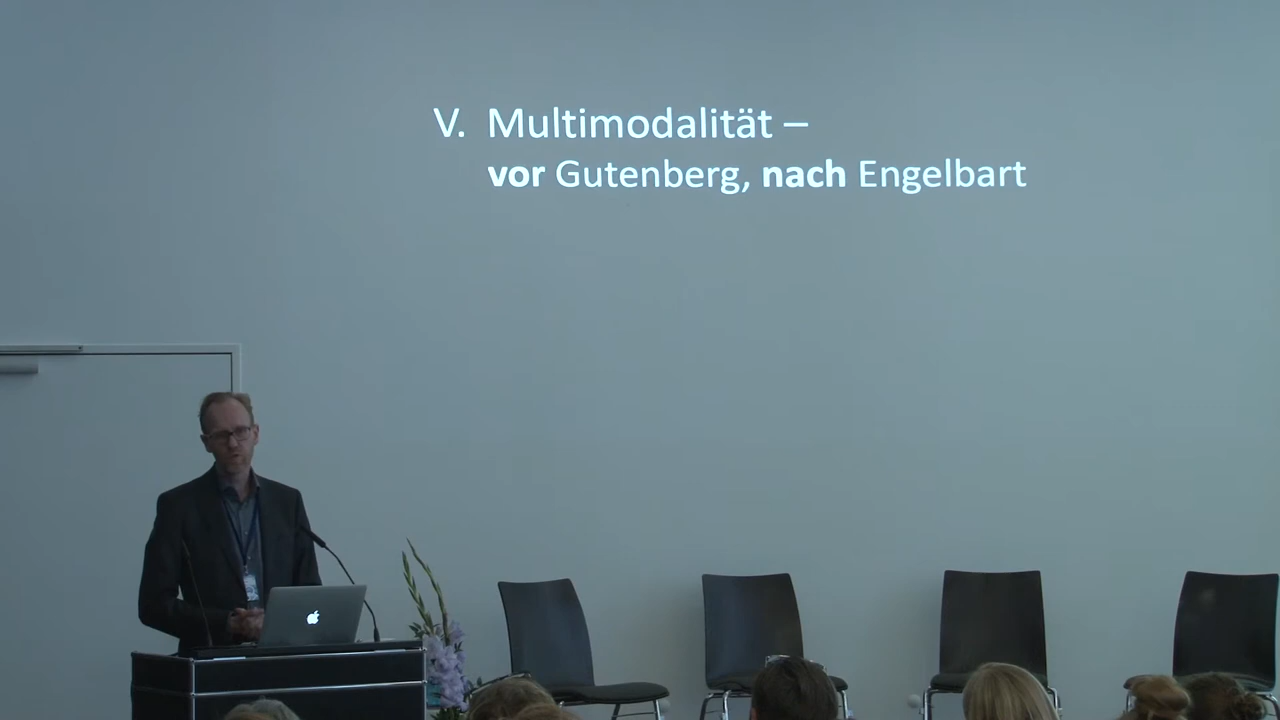 V. Multimodalität –
vor Gutenberg, nach Engelbart